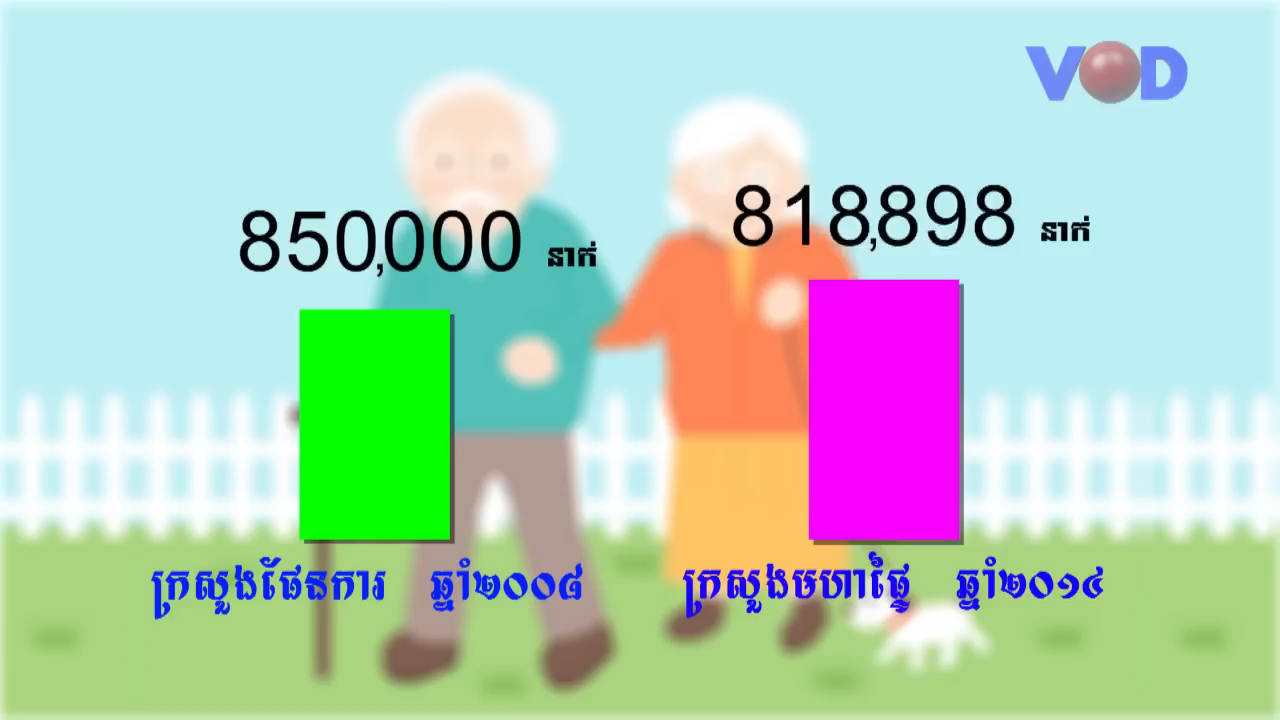 VOD
850,000 នាក់
818,898 នាក់
ក្រសួងផែនការ ឆ្នាំ២០០៨
ក្រសួងមហាផ្ទៃ ឆ្នាំ២០១៤